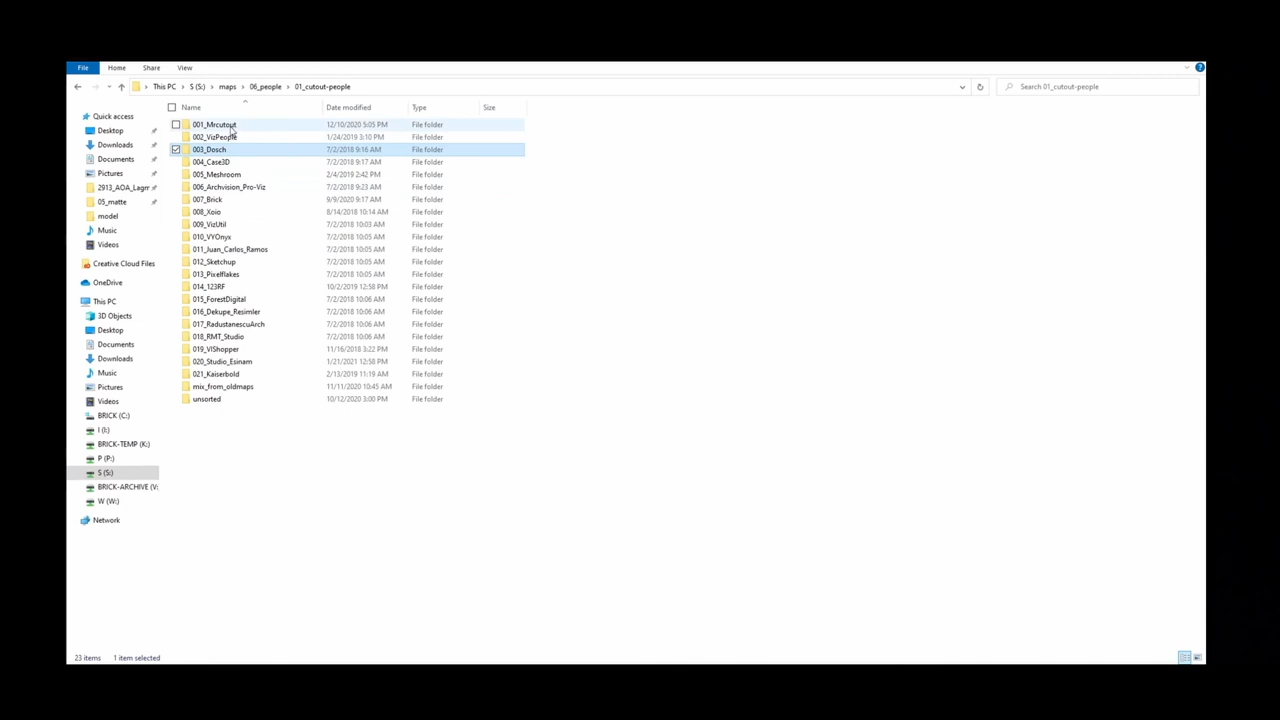 File Home Share View
This PC > S (S:) > maps > 06_people > 01_cutout-people
Search 01_cutout-people
Name Date modified Type Size
001_Mrcutout 12/10/2020 5:05 PM File folder
002_VizPeople 1/24/2019 3:10 PM File folder
003_Dosch 7/2/2018 9:16 AM File folder
004_Case3D 7/2/2018 9:17 AM File folder
005_Meshroom 2/4/2019 2:42 PM File folder
006_Archvision_Pro-Viz 7/2/2018 9:23 AM File folder
007_Brick 9/9/2020 9:17 AM File folder
008_Xoio 8/14/2018 10:14 AM File folder
009_VizUtil 7/2/2018 10:03 AM File folder
010_VYOnyx 7/2/2018 10:05 AM File folder
011_Juan_Carlos_Ramos 7/2/2018 10:05 AM File folder
012_Sketchup 7/2/2018 10:05 AM File folder
013_Pixelflakes 7/2/2018 10:05 AM File folder
014_123RF 10/2/2019 12:58 PM File folder
015_ForestDigital 7/2/2018 10:06 AM File folder
016_Dekupe_Resimler 7/2/2018 10:06 AM File folder
017_RadustanescuArch 7/2/2018 10:06 AM File folder
018_RMT_Studio 7/2/2018 10:06 AM File folder
019_VIShopper 11/16/2018 3:22 PM File folder
020_Studio_Esinam 1/21/2021 12:58 PM File folder
021_Kaiserbold 2/13/2019 11:19 AM File folder
mix_from_oldmaps 11/11/2020 10:45 AM File folder
unsorted 10/12/2020 3:00 PM File folder
Quick access
Desktop
Downloads
Documents
Pictures
2913_AOA_Lagm
05_matte
model
Music
Videos
Creative Cloud Files
OneDrive
This PC
3D Objects
Desktop
Documents
Downloads
Music
Pictures
Videos
BRICK (C:)
I (I:)
BRICK-TEMP (K:)
P (P:)
S (S:)
BRICK-ARCHIVE (V:
W (W:)
Network
23 items 1 item selected